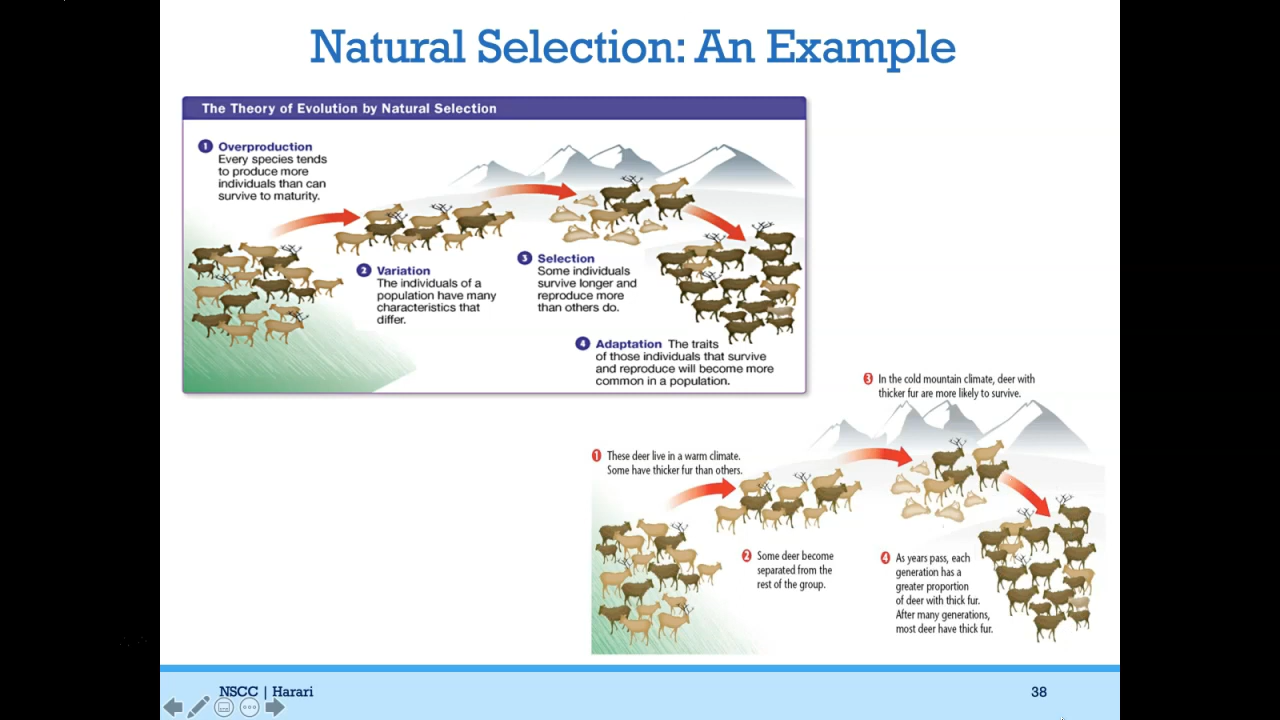 Natural Selection: An Example
The Theory of Evolution by Natural Selection
1 Overproduction
Every species tends
to produce more
individuals than can
survive to maturity.
2 Variation
The individuals of a
population have many
characteristics that
differ.
3 Selection
Some individuals
survive longer and
reproduce more
than others do.
4 Adaptation The traits
of those individuals that survive
and reproduce will become more
common in a population.
1 These deer live in a warm climate.
Some have thicker fur than others.
2 Some deer become
separated from the
rest of the group.
3 In the cold mountain climate, deer with
thicker fur are more likely to survive.
4 As years pass, each
generation has a
greater proportion
of deer with thick fur.
After many generations,
most deer have thick fur.
NSCC | Harari
38